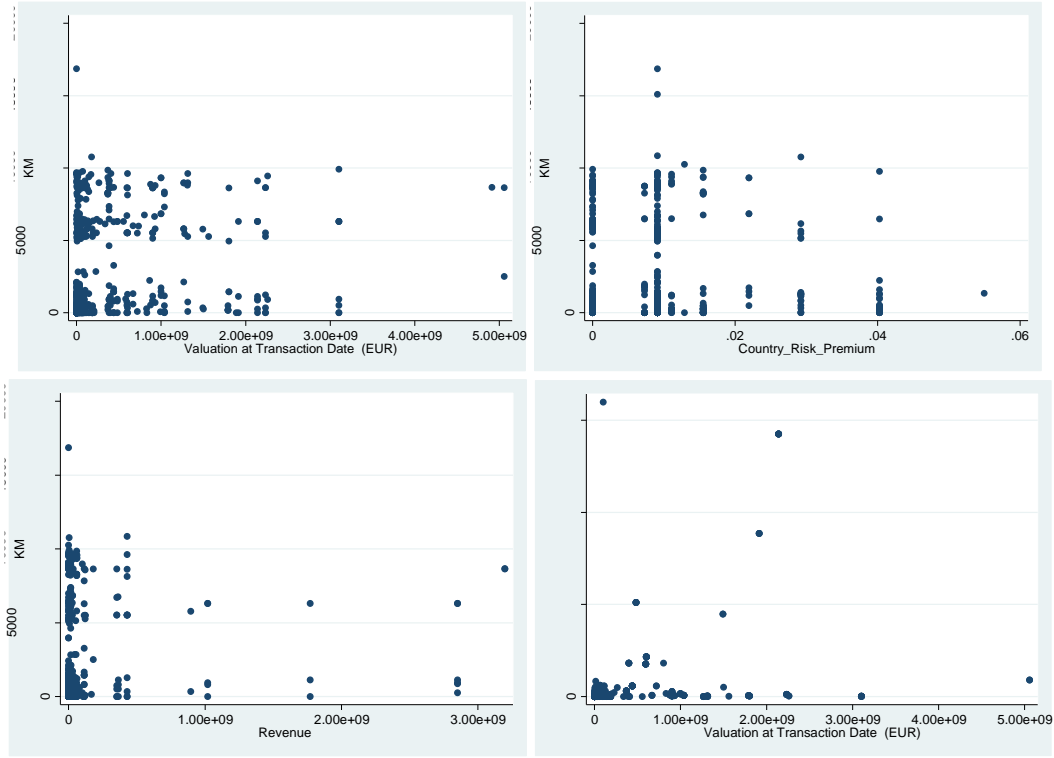 KM
5000
0
0 1.00e+09 2.00e+09 3.00e+09 4.00e+09 5.00e+09
Valuation at Transaction Date (EUR)
KM
5000
0
0 .02 .04 .06
Country_Risk_Premium
KM
5000
0
0 1.00e+09 2.00e+09 3.00e+09
Revenue
0
0 1.00e+09 2.00e+09 3.00e+09 4.00e+09 5.00e+09
Valuation at Transaction Date (EUR)